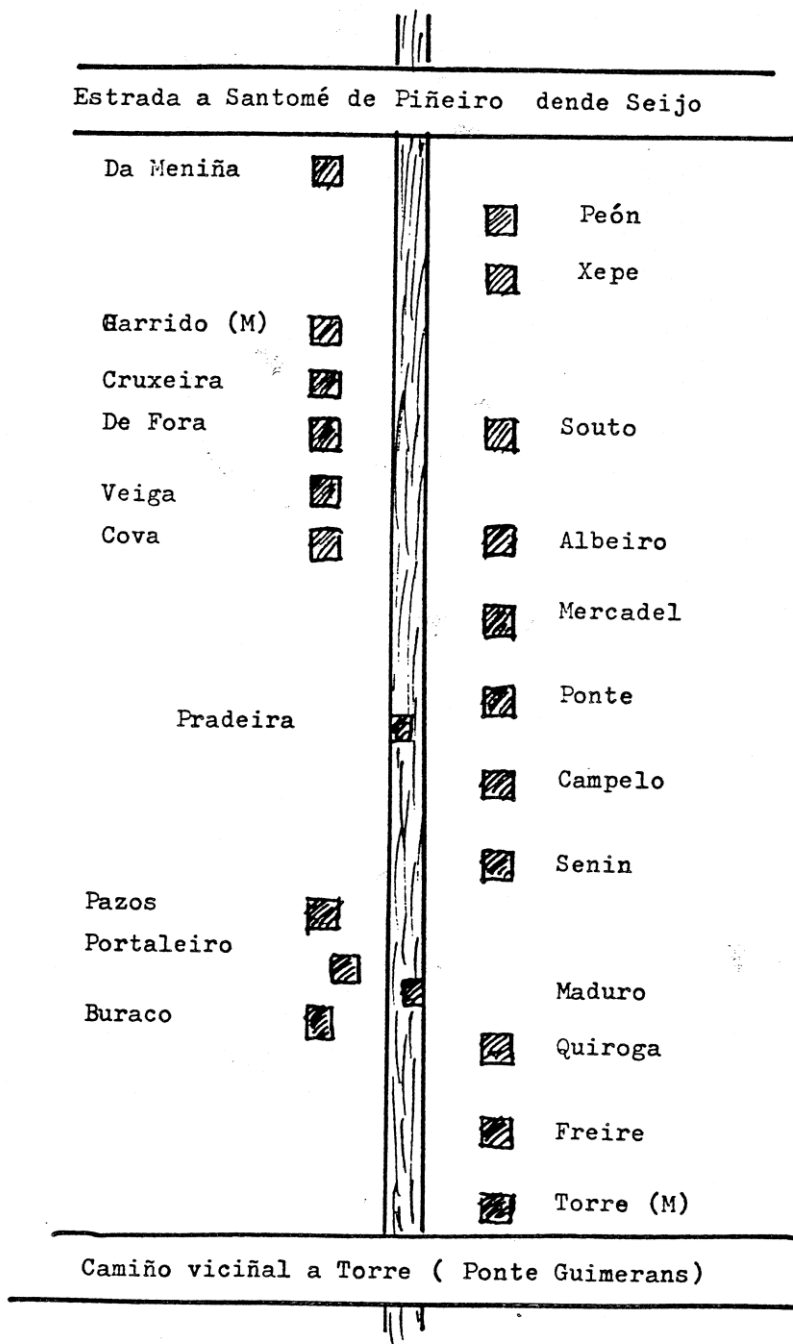 Estrada a Santomé de Piñeiro dende Seijo
Da Meniña
Peón
Xepe
Garrido (M)
Cruxeira
De Fora
Souto
Veiga
Cova
Albeiro
Mercadel
Ponte
Pradeira
Campelo
Senin
Pazos
Portaleiro
Maduro
Buraco
Quiroga
Freire
Torre (M)
Camiño viciñal a Torre ( Ponte Guimerans)